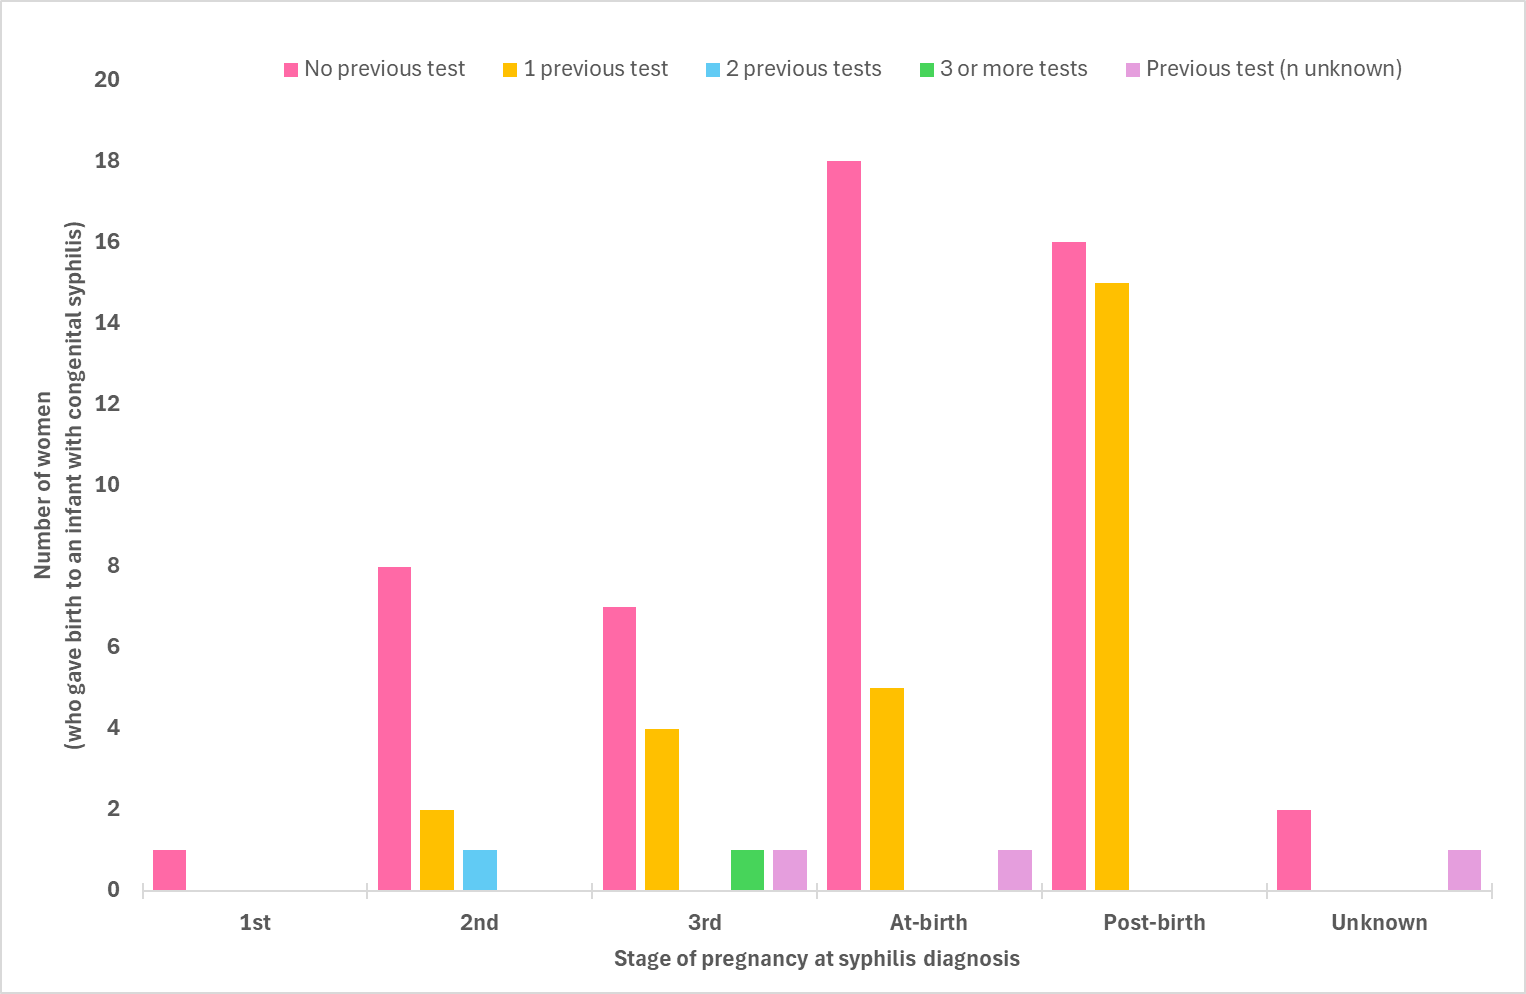 No previous test 1 previous test 2 previous tests 3 or more tests Previous test (n unknown)
20
18
16
14
12
10
8
6
4
2
0
Number of women
(who gave birth to an infant with congenital syphilis)
1st 2nd 3rd At-birth Post-birth Unknown
Stage of pregnancy at syphilis diagnosis